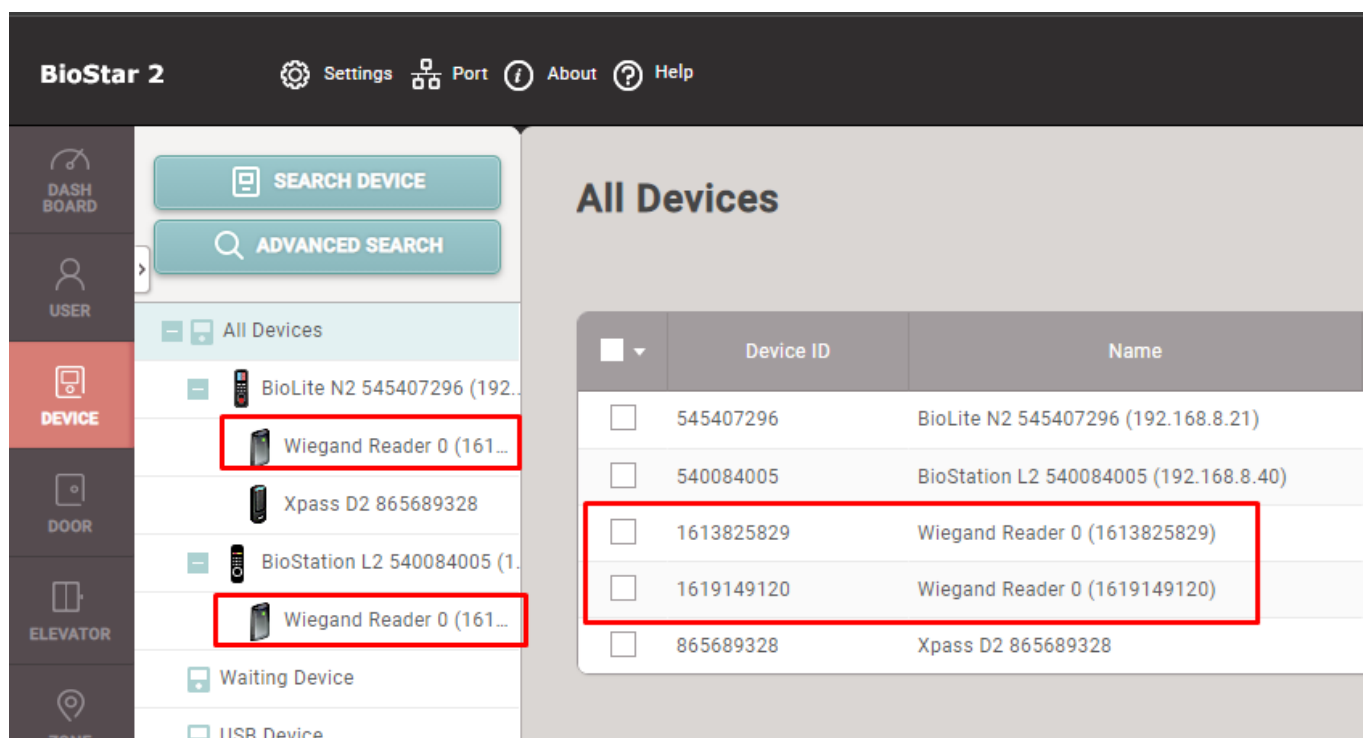 BioStar 2
Settings
Port
About
Help
DASH
BOARD
USER
DEVICE
DOOR
ELEVATOR
ZONE
SEARCH DEVICE
ADVANCED SEARCH
All Devices
BioLite N2 545407296 (192..
Wiegand Reader 0 (161...
Xpass D2 865689328
BioStation L2 540084005 (1.
Wiegand Reader 0 (161...
Waiting Device
USB Device
All Devices
Device ID Name
545407296 BioLite N2 545407296 (192.168.8.21)
540084005 BioStation L2 540084005 (192.168.8.40)
1613825829 Wiegand Reader 0 (1613825829)
1619149120 Wiegand Reader 0 (1619149120)
865689328 Xpass D2 865689328